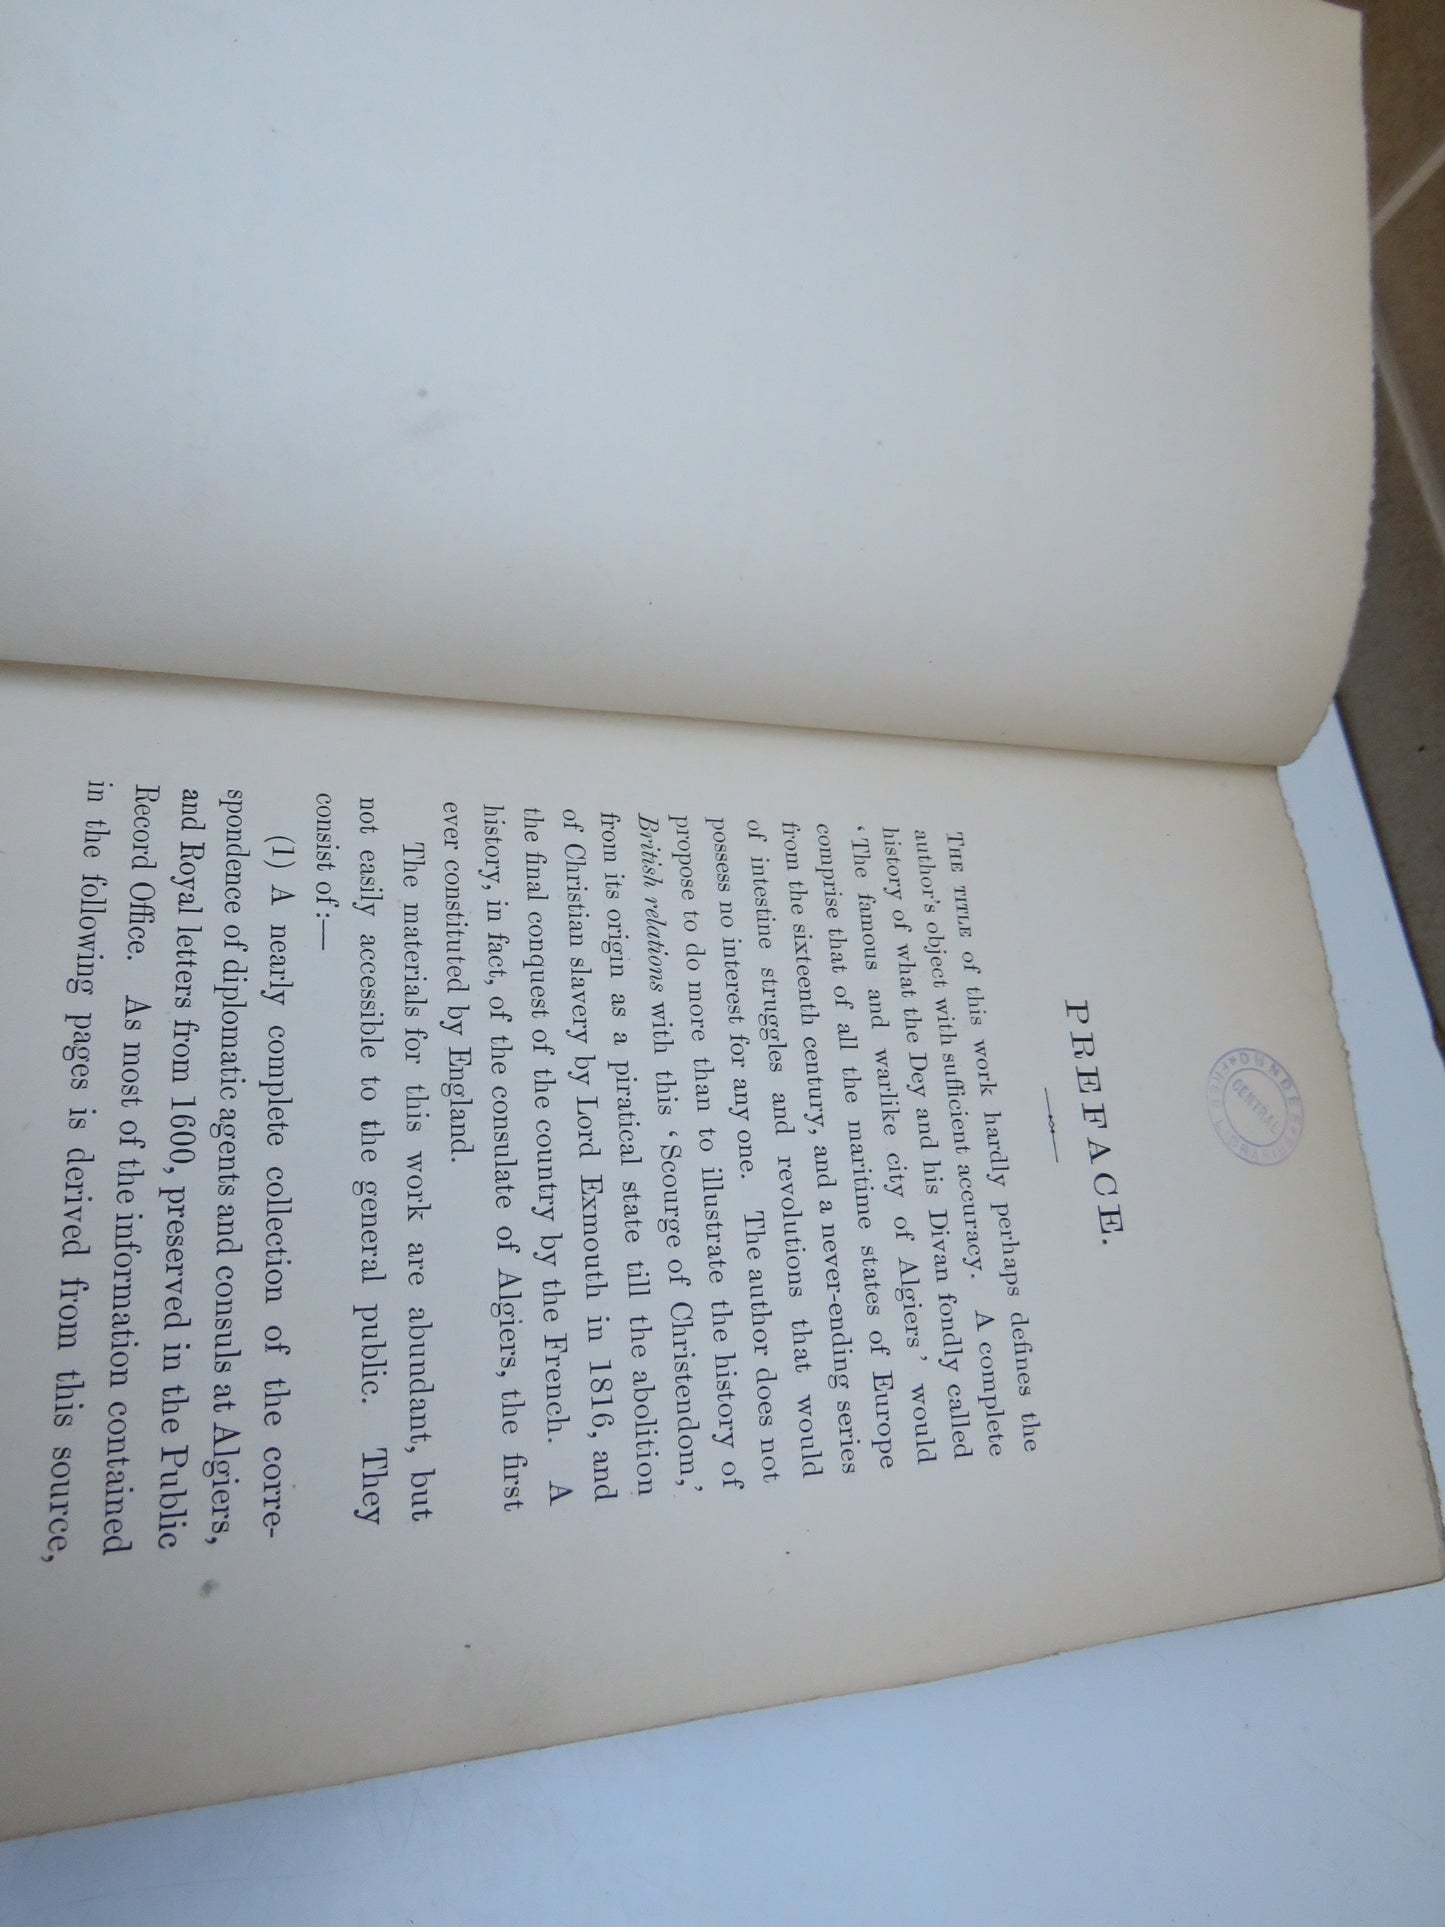 DUNDEE
FREE LIBRARIES
CENTRAL
PREFACE.
THE TITLE of this work hardly perhaps defines the
author's object with sufficient accuracy. A complete
history of what the Dey and his Divan fondly called
‘The famous and warlike city of Algiers’ would
comprise that of all the maritime states of Europe
from the sixteenth century, and a never-ending series
of intestine struggles and revolutions that would
possess no interest for any one. The author does not
propose to do more than to illustrate the history of
British relations with this ‘Scourge of Christendom,’
from its origin as a piratical state till the abolition
of Christian slavery by Lord Exmouth in 1816, and
the final conquest of the country by the French. A
history, in fact, of the consulate of Algiers, the first
ever constituted by England.
The materials for this work are abundant, but
not easily accessible to the general public. They
consist of:—
(1) A nearly complete collection of the corre-
spondence of diplomatic agents and consuls at Algiers,
and Royal letters from 1600, preserved in the Public
Record Office. As most of the information contained
in the following pages is derived from this source,